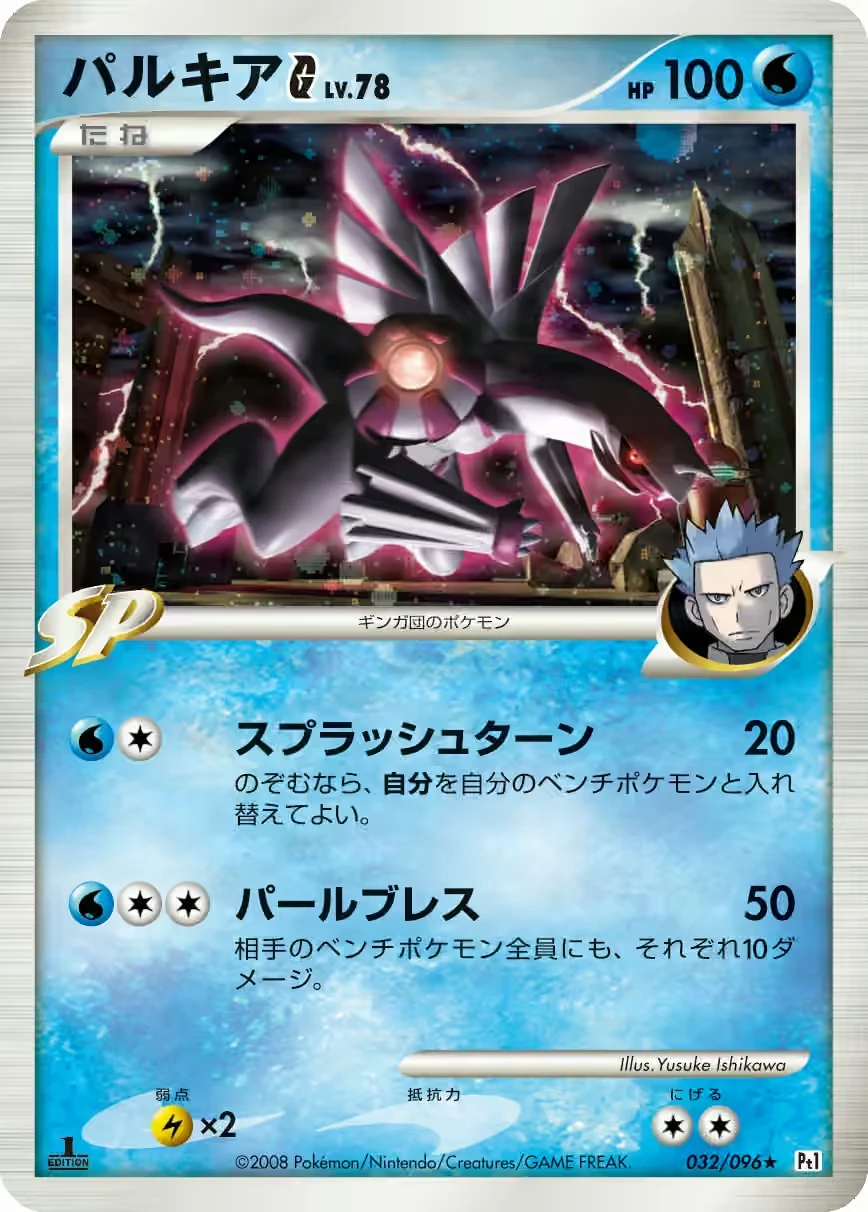 パルキアG LV.78 HP 100
たね
SP
ギンガ団のポケモン
スプラッシュターン 20
のぞむなら、自分を自分のベンチポケモンと入れ
替えてよい。
パールブレス 50
相手のベンチポケモン全員にも、それぞれ10ダ
メージ。
Illus.Yusuke Ishikawa
弱点 抵抗力 にげる
×2
1 EDITION
©2008 Pokémon/Nintendo/Creatures/GAME FREAK. 032/096★ Pt1